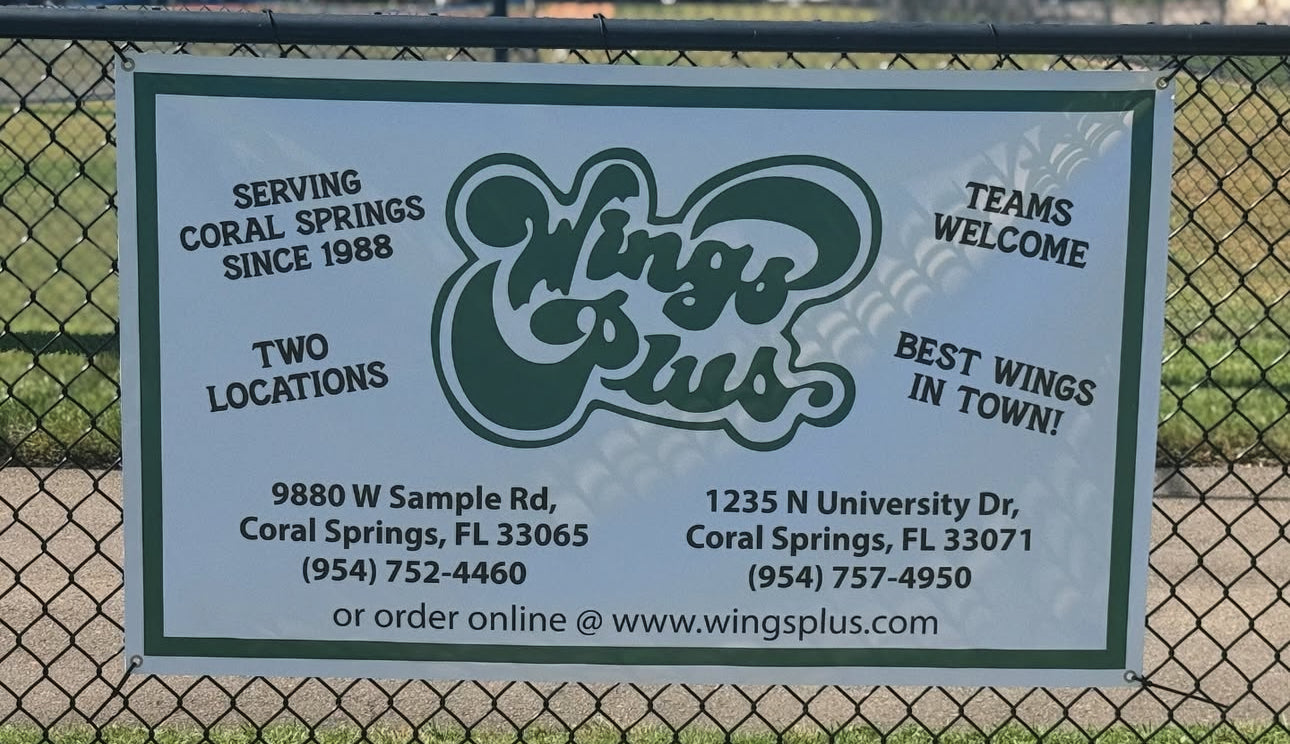 SERVING
CORAL SPRINGS
SINCE 1988
TWO
LOCATIONS
Wings
Plus
TEAMS
WELCOME
BEST WINGS
IN TOWN!
9880 W Sample Rd,
Coral Springs, FL 33065
(954) 752-4460
1235 N University Dr,
Coral Springs, FL 33071
(954) 757-4950
or order online @ www.wingsplus.com